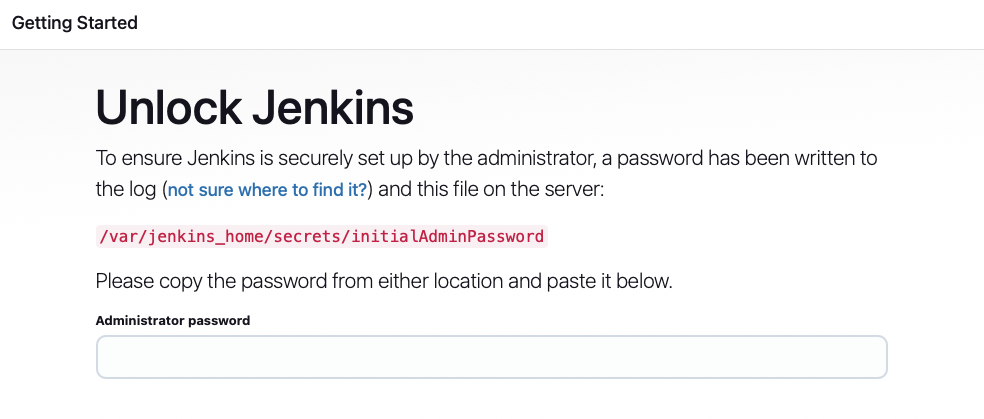 Getting Started
Unlock Jenkins
To ensure Jenkins is securely set up by the administrator, a password has been written to
the log (not sure where to find it?) and this file on the server:
/var/jenkins_home/secrets/initialAdminPassword
Please copy the password from either location and paste it below.
Administrator password